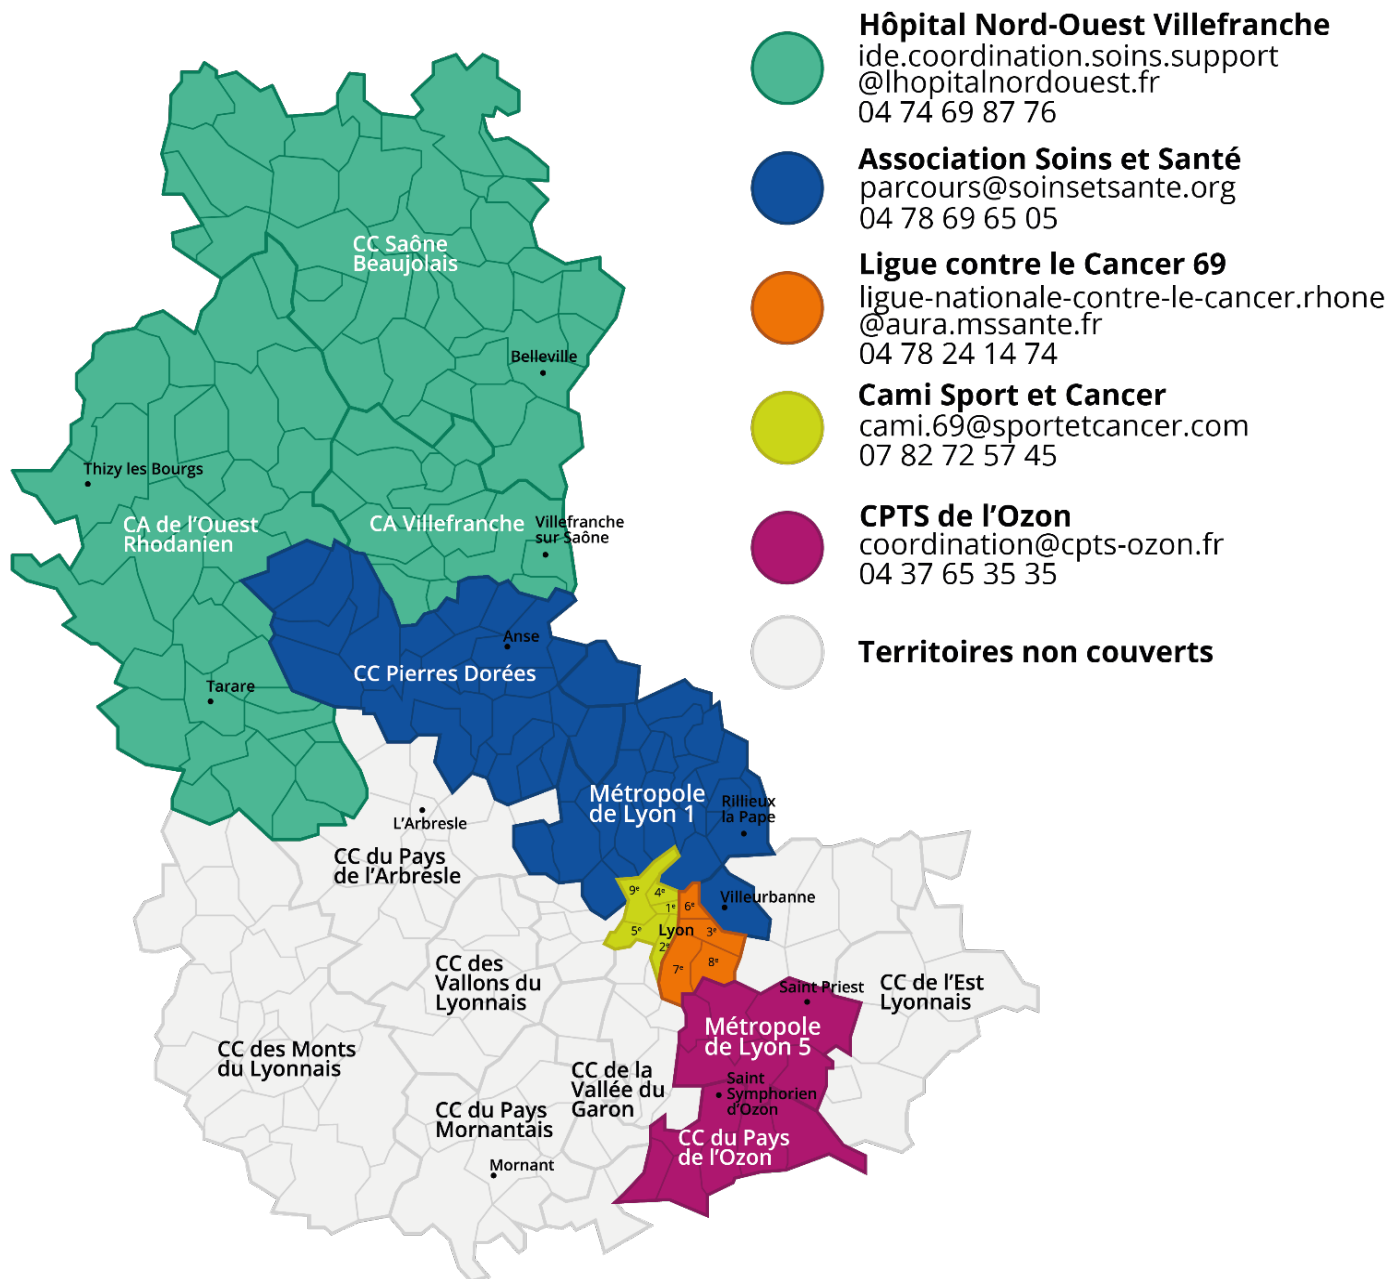 Hôpital Nord-Ouest Villefranche
ide.coordination.soins.support
@lhopitalnordouest.fr
04 74 69 87 76
Association Soins et Santé
parcours@soinsetsante.org
04 78 69 65 05
Ligue contre le Cancer 69
ligue-nationale-contre-le-cancer.rhone
@aura.mssante.fr
04 78 24 14 74
Cami Sport et Cancer
cami.69@sportetcancer.com
07 82 72 57 45
CPTS de l’Ozon
coordination@cpts-ozon.fr
04 37 65 35 35
Territoires non couverts
CC Saône
Beaujolais
Belleville
Thizy les Bourgs
CA de l’Ouest
Rhodanien
CA Villefranche
Villefranche
sur Saône
Anse
CC Pierres Dorées
Tarare
Métropole
de Lyon 1
Rillieux
la Pape
L’Arbresle
CC du Pays
de l’Arbresle
Villeurbanne
9e
4e
1e
6e
5e
Lyon
3e
2e
7e
8e
CC des
Vallons du
Lyonnais
Saint Priest
CC de l’Est
Lyonnais
Métropole
de Lyon 5
CC des Monts
du Lyonnais
CC de la
Vallée du
Garon
Saint
Symphorien
d’Ozon
CC du Pays
Mornantais
CC du Pays
de l’Ozon
Mornant